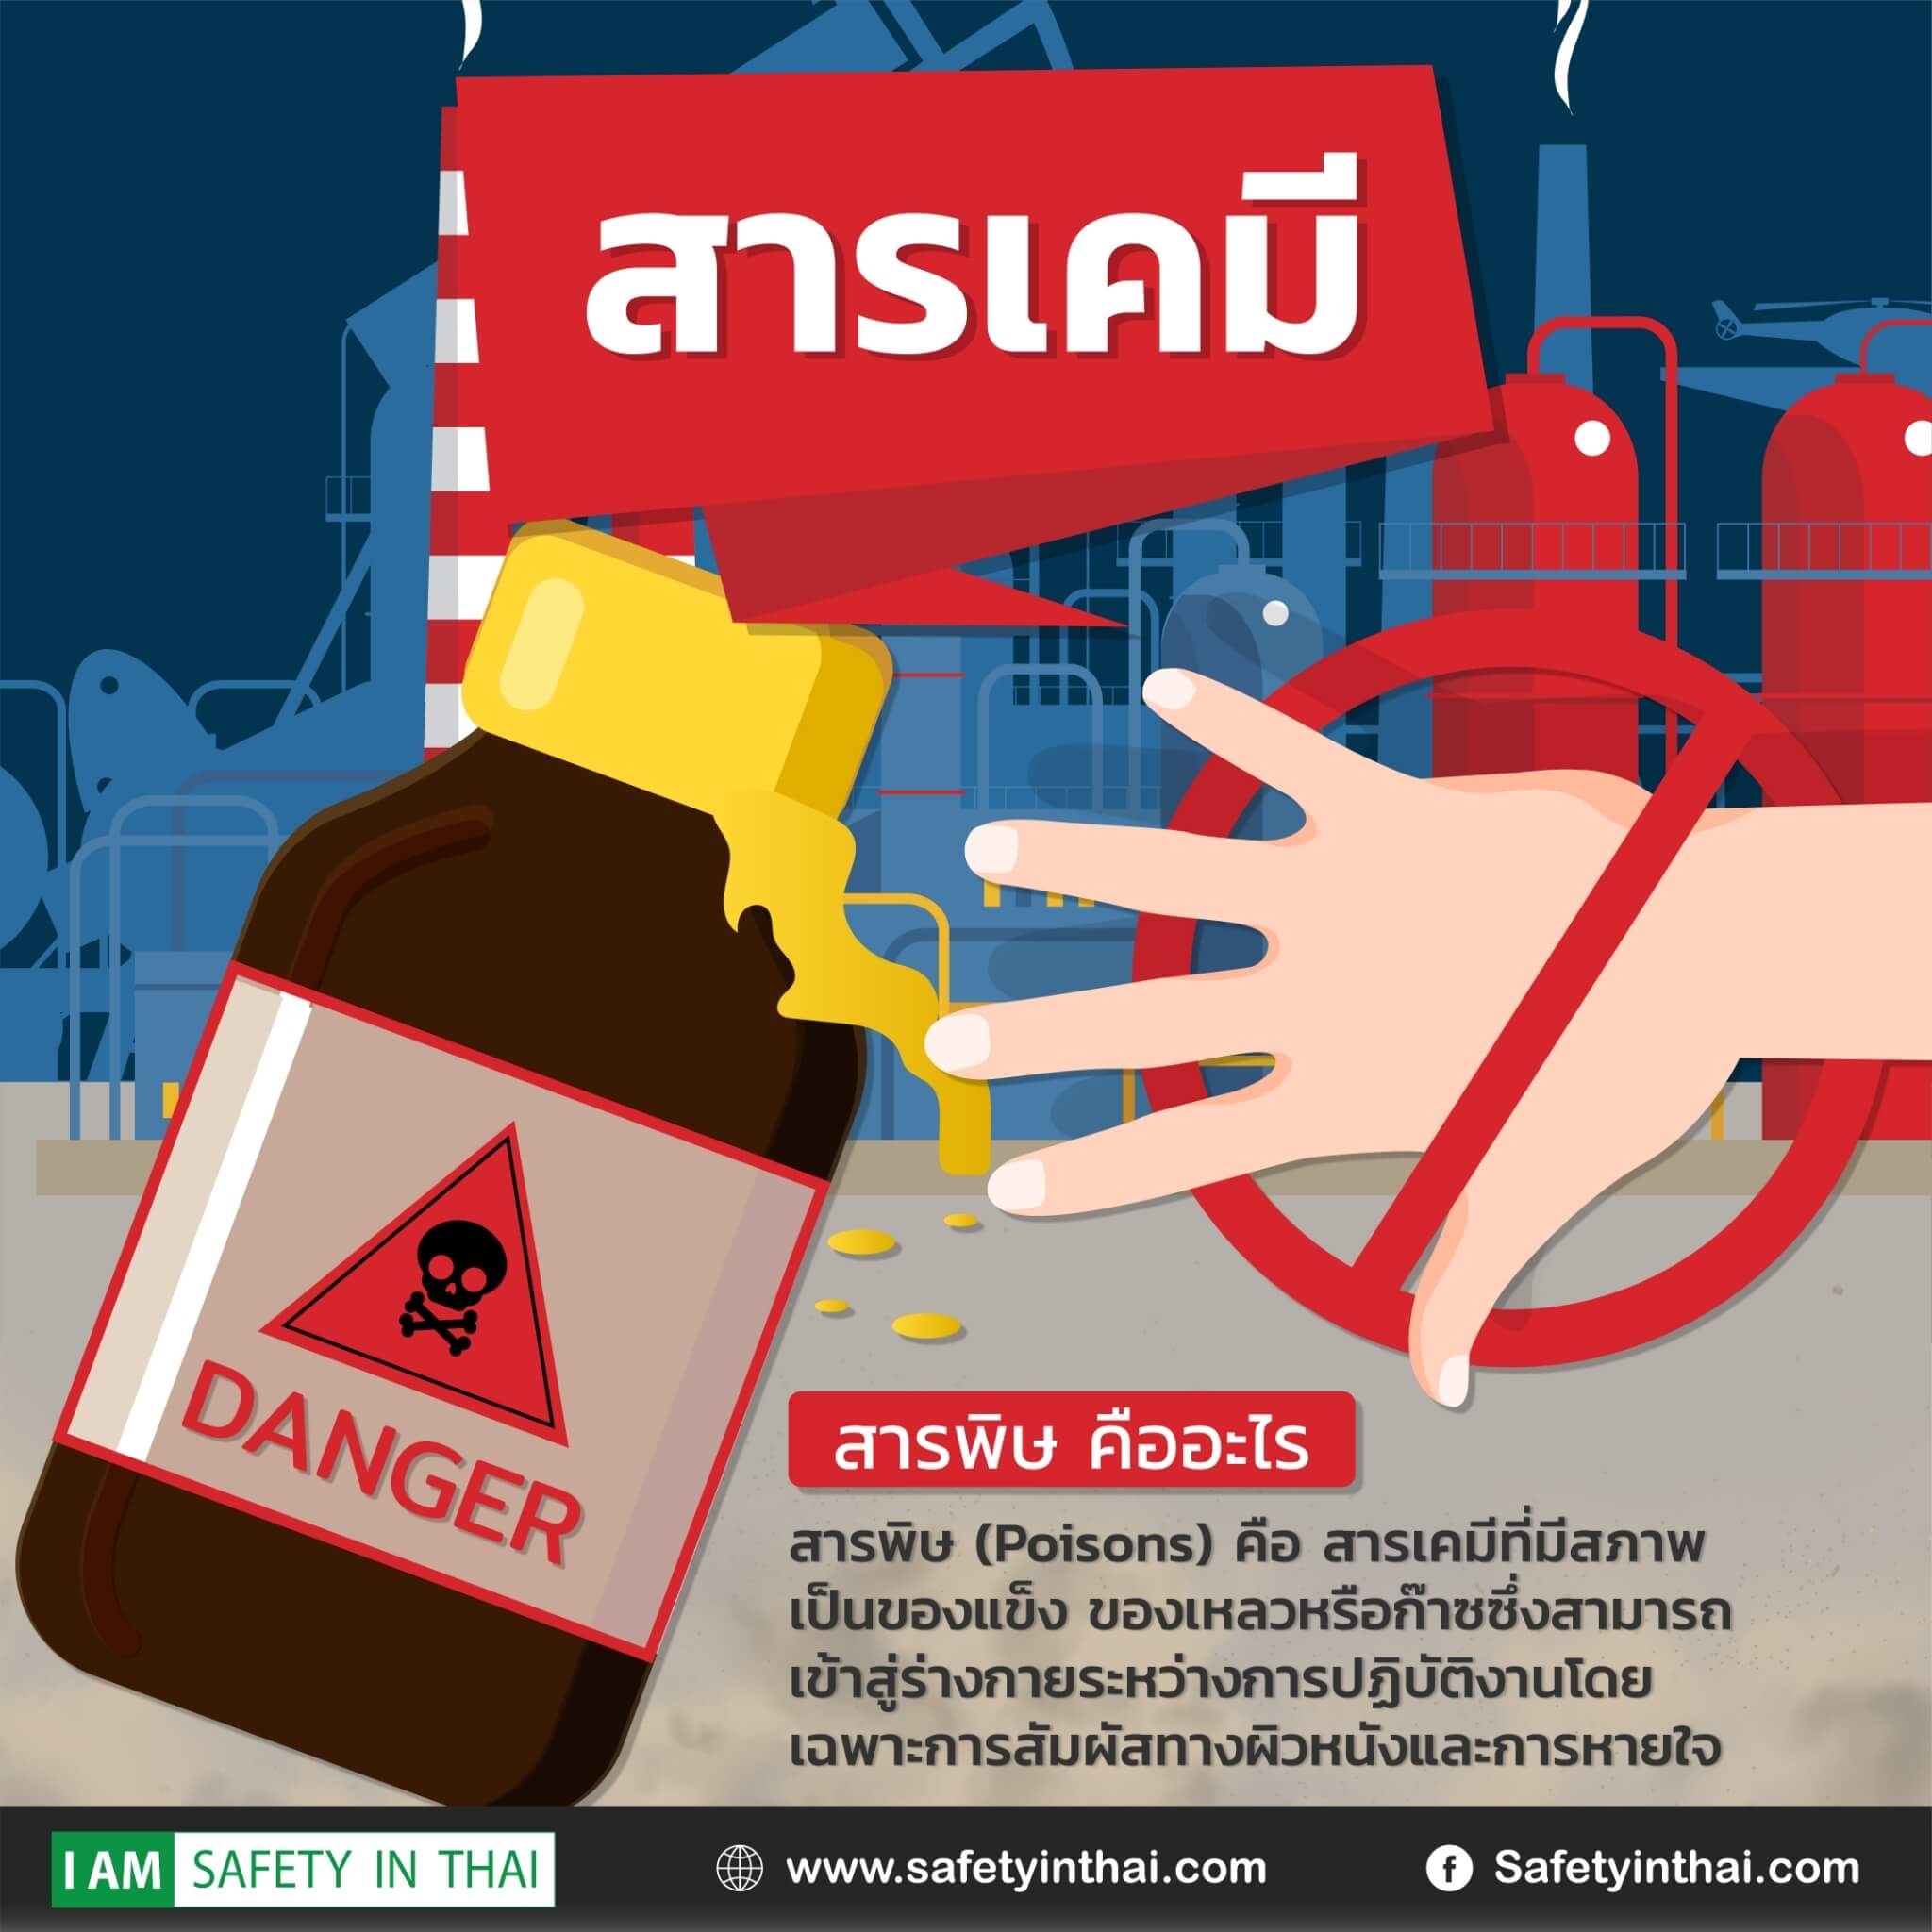 สารเคมี
DANGER
สารพิษ คืออะไร
สารพิษ (Poisons) คือ สารเคมีที่มีสภาพ
เป็นของแข็ง ของเหลวหรือก๊าซซึ่งสามารถ
เข้าสู่ร่างกายระหว่างการปฏิบัติงานโดย
เฉพาะการสัมผัสทางผิวหนังและการหายใจ
I AM SAFETY IN THAI
www.safetyinthai.com
Safetyinthai.com